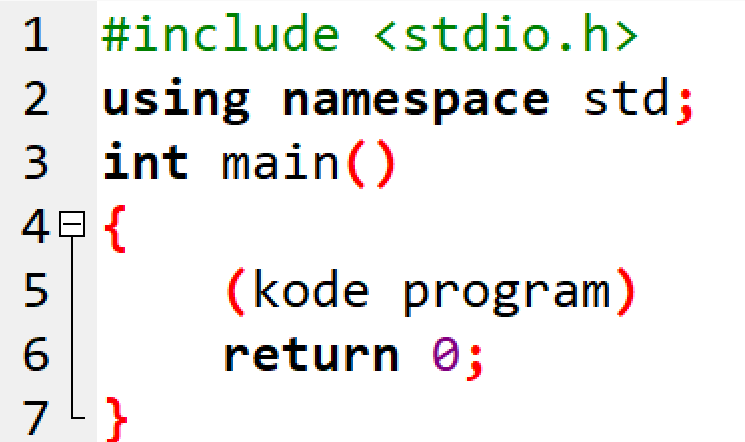 1 #include <stdio.h>
2 using namespace std;
3 int main()
4 {
5 (kode program)
6 return 0;
7 }